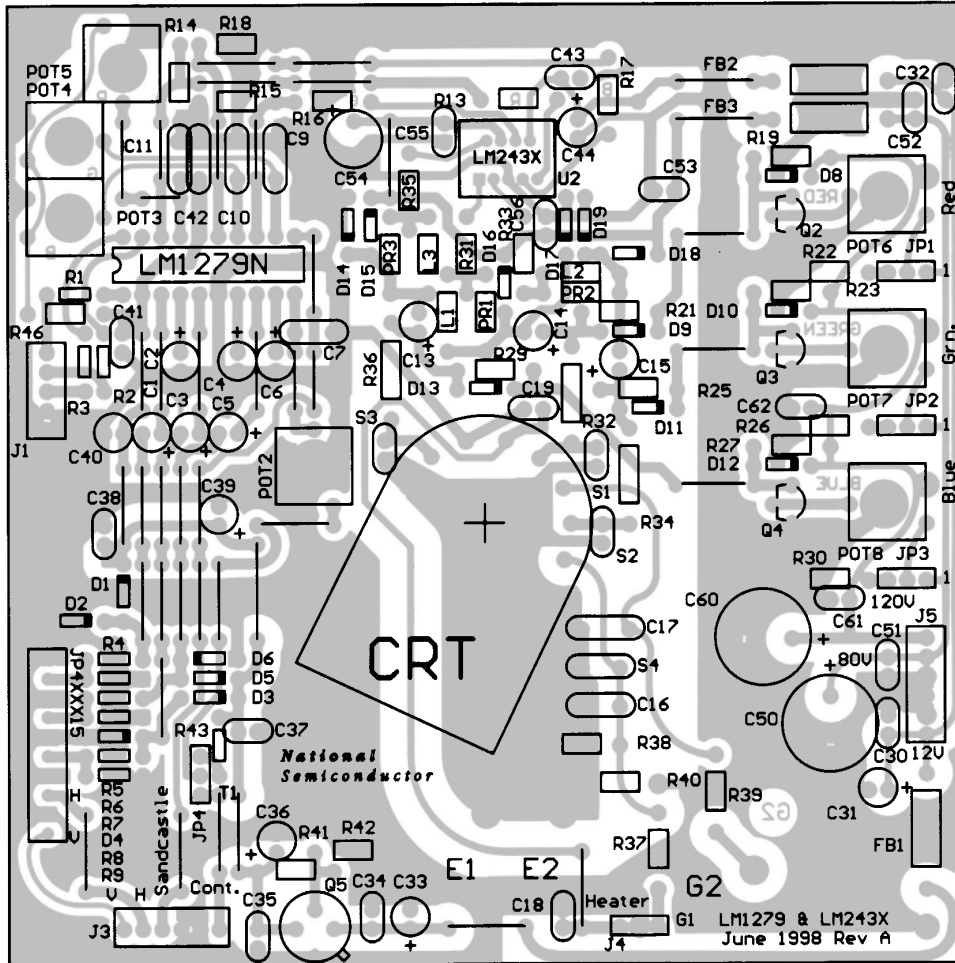 R14
R18
C43
R17
FB2
C32
POT5
POT4
R15
FB3
R16
R13
C11
C9
C55
LM243X
C44
R19
C52
C54
U2
C53
D8
RED
Red
R35
POT3
C42
C10
R33
C56
D19
Q2
POT6
JP1
LM1279N
D14
D15
PR3
L3
R31
D16
D17
L2
D18
R22
1
R1
PR2
R23
C41
L1
PR1
C14
R21
D10
D9
R46
C2
C7
R36
C13
R29
GREEN
Grn.
C15
Q3
R3
R2
C1
C4
C6
D13
R25
POT7
JP2
C3
C5
S3
C19
R32
D11
C62
R26
1
J1
C40
POT2
R27
D12
C38
C39
S1
BLUE
Blue
R34
Q4
S2
POT8
JP3
D1
R30
1
D2
C60
120V
C61
J5
R4
CRT
C17
C51
JP4XXX15
D6
80V
D5
S4
D3
C16
C50
R43
C37
R38
National
Semiconductor
C30
12V
R5
T1
R40
R39
H
R6
JP4
C36
G2
C31
R7
Sandcastle
R41
R42
R37
FB1
D4
R8
R9
E1
E2
G2
V
H
Cont.
Q5
C34
C33
C35
C18
Heater
J3
J4
G1
LM1279 & LM243X
June 1998 Rev A